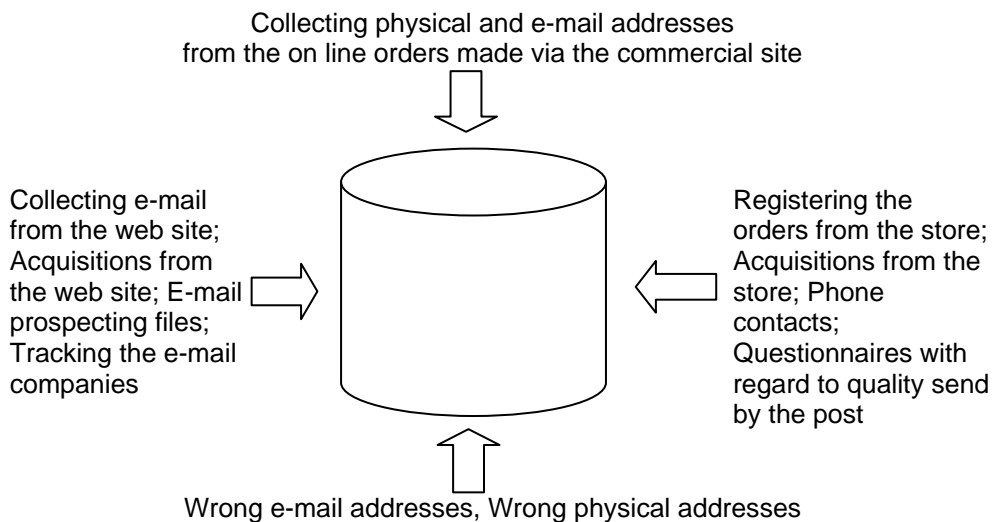 Collecting physical and e-mail addresses
from the on line orders made via the commercial site
Collecting e-mail
from the web site;
Acquisitions from
the web site; E-mail
prospecting files;
Tracking the e-mail
companies
Registering the
orders from the store;
Acquisitions from the
store; Phone
contacts;
Questionnaires with
regard to quality send
by the post
Wrong e-mail addresses, Wrong physical addresses